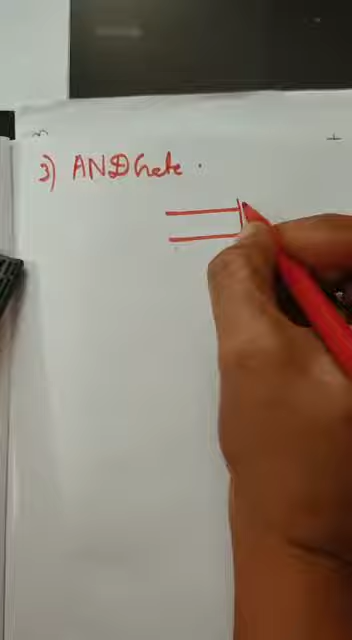 3) AND Gate .